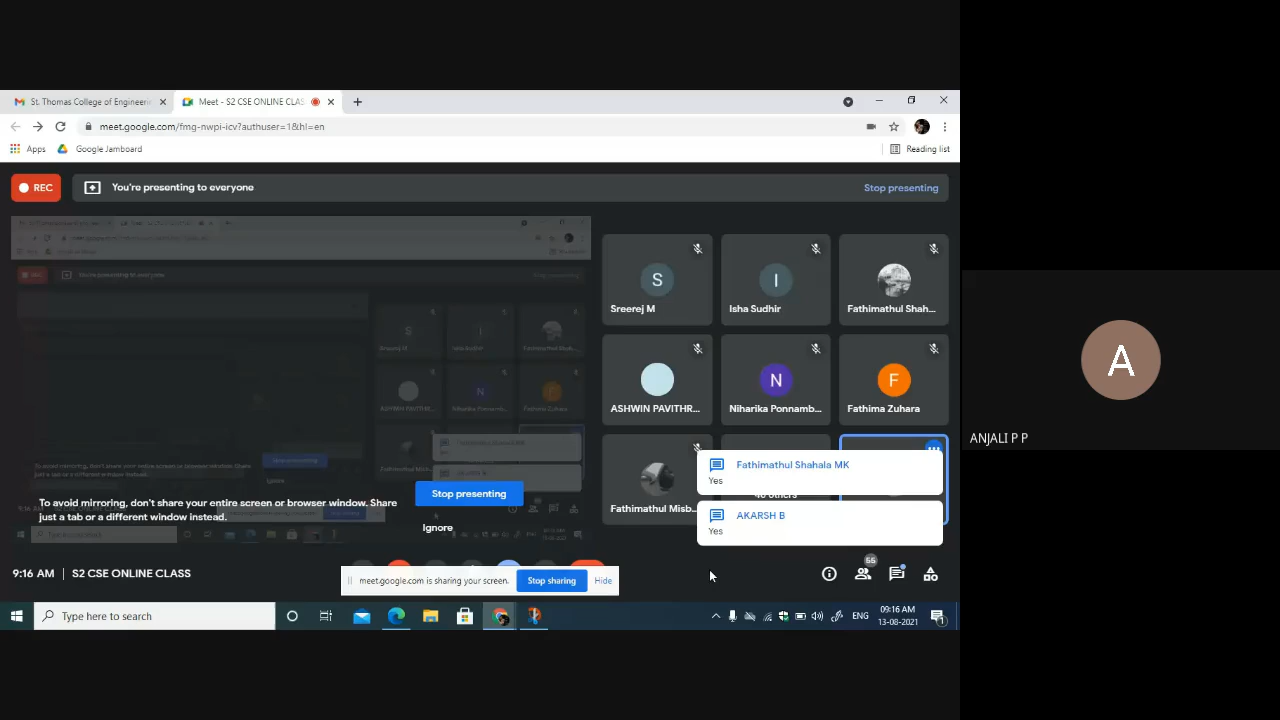 St. Thomas College of Engineer
Meet - S2 CSE ONLINE CLAS
meet.google.com/fmg-nwpi-icv?authuser=1&hl=en
Apps
Google Jamboard
Reading list
REC
You're presenting to everyone
Stop presenting
S
Sreerej M
I
Isha Sudhir
Fathimathul Shah...
ASHWIN PAVITHR...
N
Niharika Ponnamb...
F
Fathima Zuhara
Fathimathul Misb...
46 others
Fathimathul Shahala MK
Yes
AKARSH B
Yes
To avoid mirroring, don't share your entire screen or browser window. Share
just a tab or a different window instead.
Stop presenting
Ignore
9:16 AM | S2 CSE ONLINE CLASS
meet.google.com is sharing your screen.
Stop sharing
Hide
55
Type here to search
ENG
09:16 AM
13-08-2021
1
A
ANJALI P P